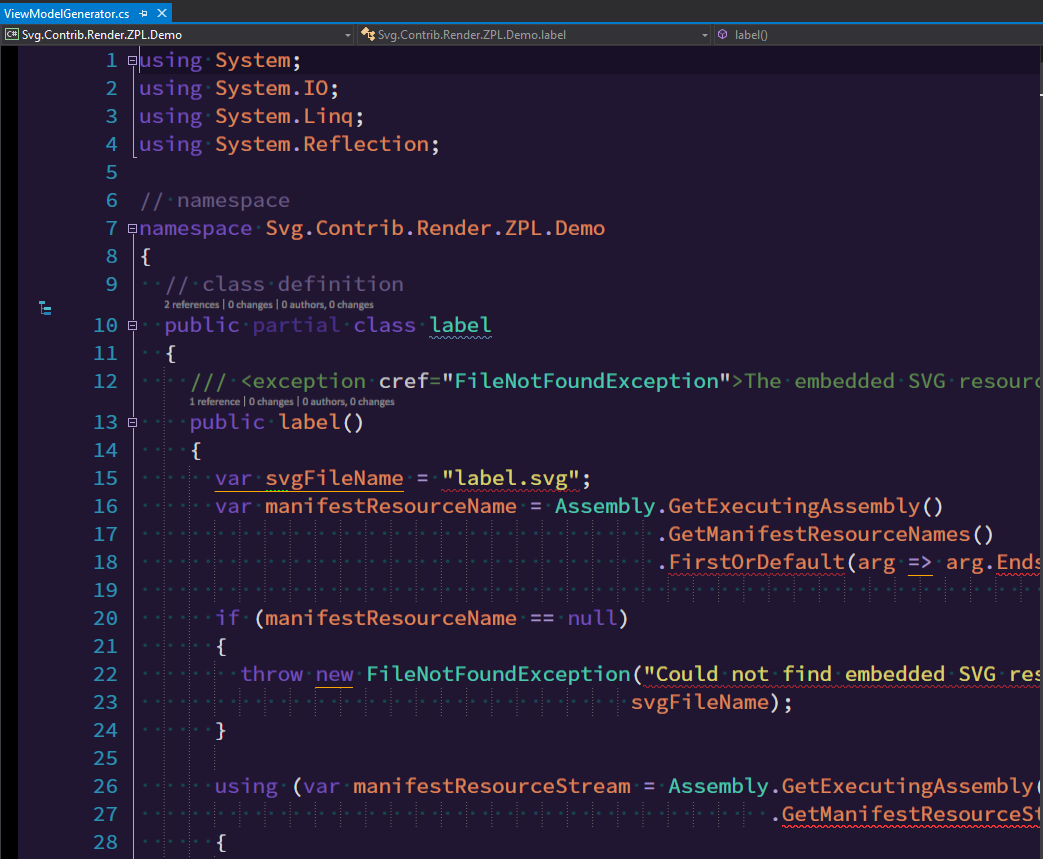 ViewModelGenerator.cs
C# Svg.Contrib.Render.ZPL.Demo Svg.Contrib.Render.ZPL.Demo.label label()
1 using System;
2 using System.IO;
3 using System.Linq;
4 using System.Reflection;
5
6 // namespace
7 namespace Svg.Contrib.Render.ZPL.Demo
8 {
9 // class definition
2 references | 0 changes | 0 authors, 0 changes
10 public partial class label
11 {
12 /// <exception cref="FileNotFoundException">The embedded SVG resourc
1 reference | 0 changes | 0 authors, 0 changes
13 public label()
14 {
15 var svgFileName = "label.svg";
16 var manifestResourceName = Assembly.GetExecutingAssembly()
17 .GetManifestResourceNames()
18 .FirstOrDefault(arg => arg.Ends
19
20 if (manifestResourceName == null)
21 {
22 throw new FileNotFoundException("Could not find embedded SVG res
23 svgFileName);
24 }
25
26 using (var manifestResourceStream = Assembly.GetExecutingAssembly(
27 .GetManifestResourceSt
28 {